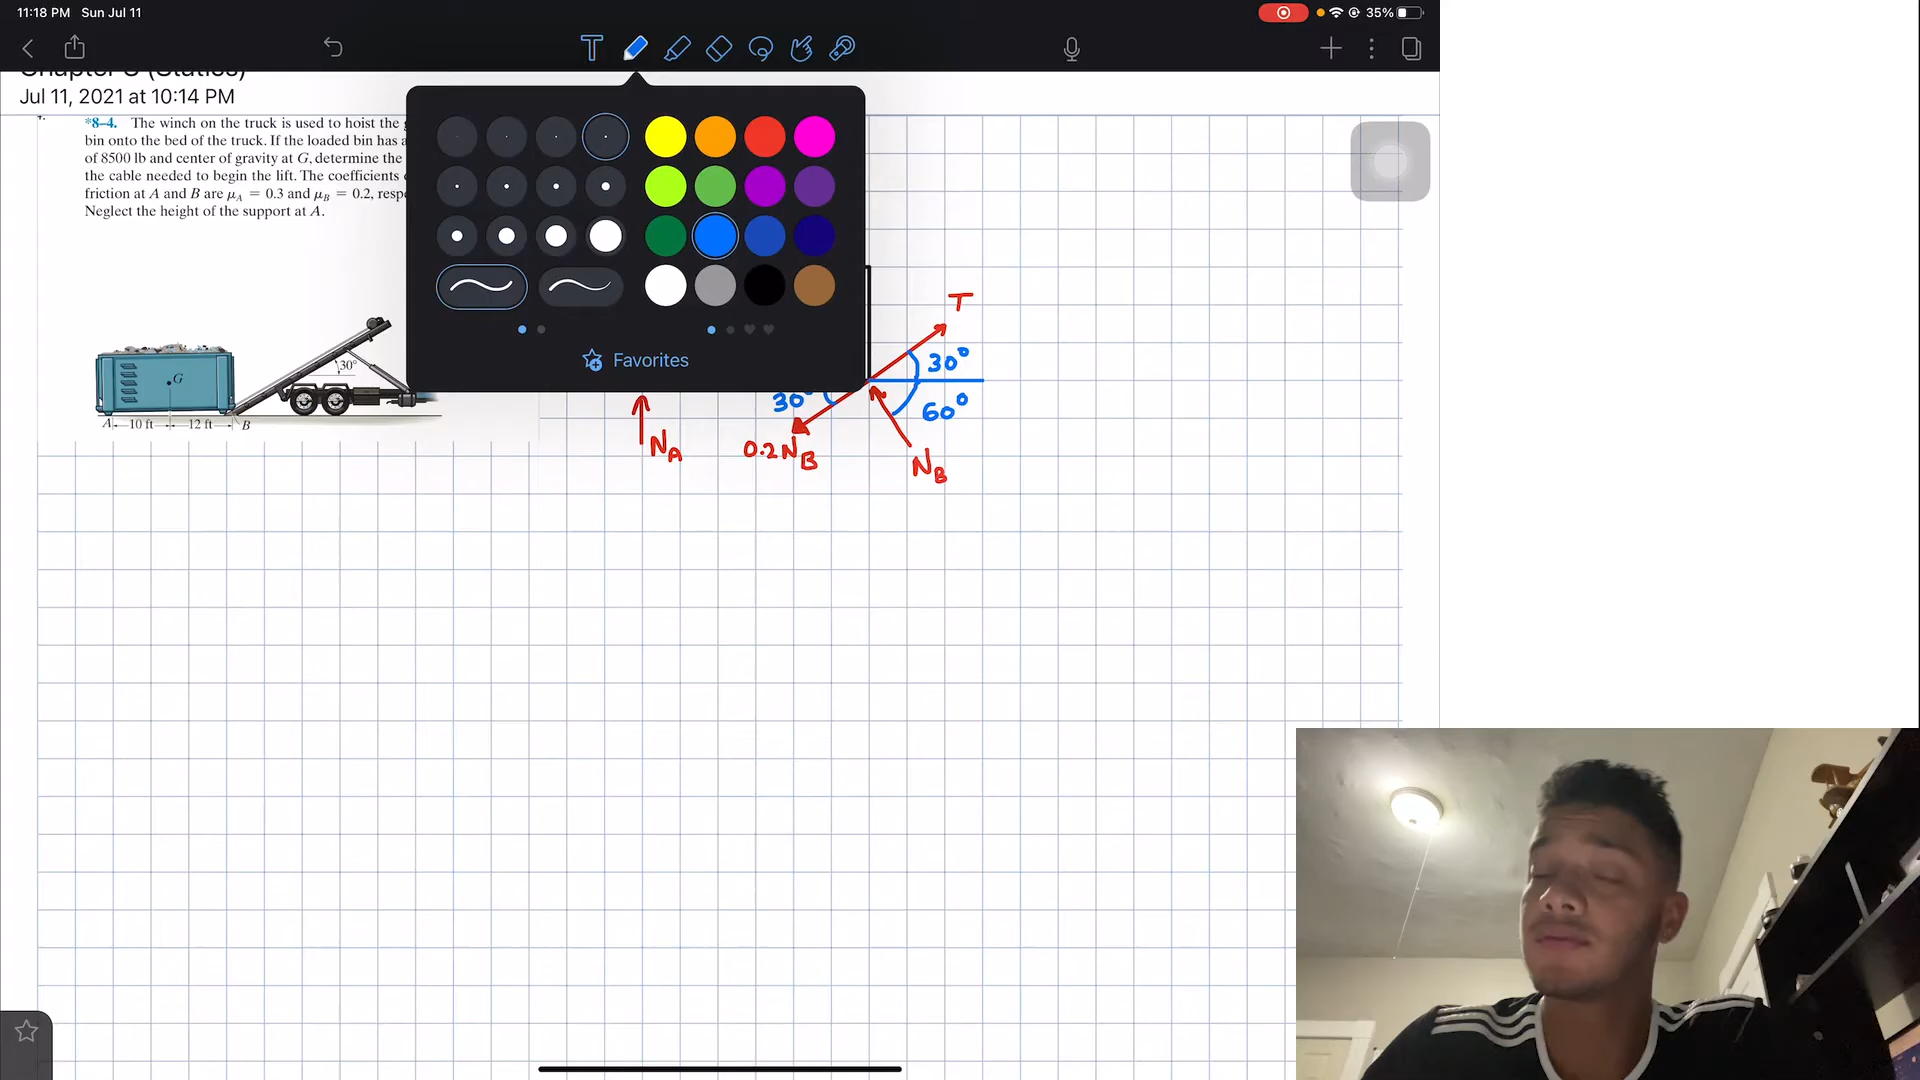 11:18 PM Sun Jul 11
35%
T
Chapter 8 (Statics)
Jul 11, 2021 at 10:14 PM
*8–4. The winch on the truck is used to hoist the
bin onto the bed of the truck. If the loaded bin has a
of 8500 lb and center of gravity at G, determine the
the cable needed to begin the lift. The coefficients
friction at A and B are μA = 0.3 and μB = 0.2,
Neglect the height of the support at A.
Favorites
T
30°
60°
30°
0.2NB
NA
NB
G
30°
A
10 ft
12 ft
B